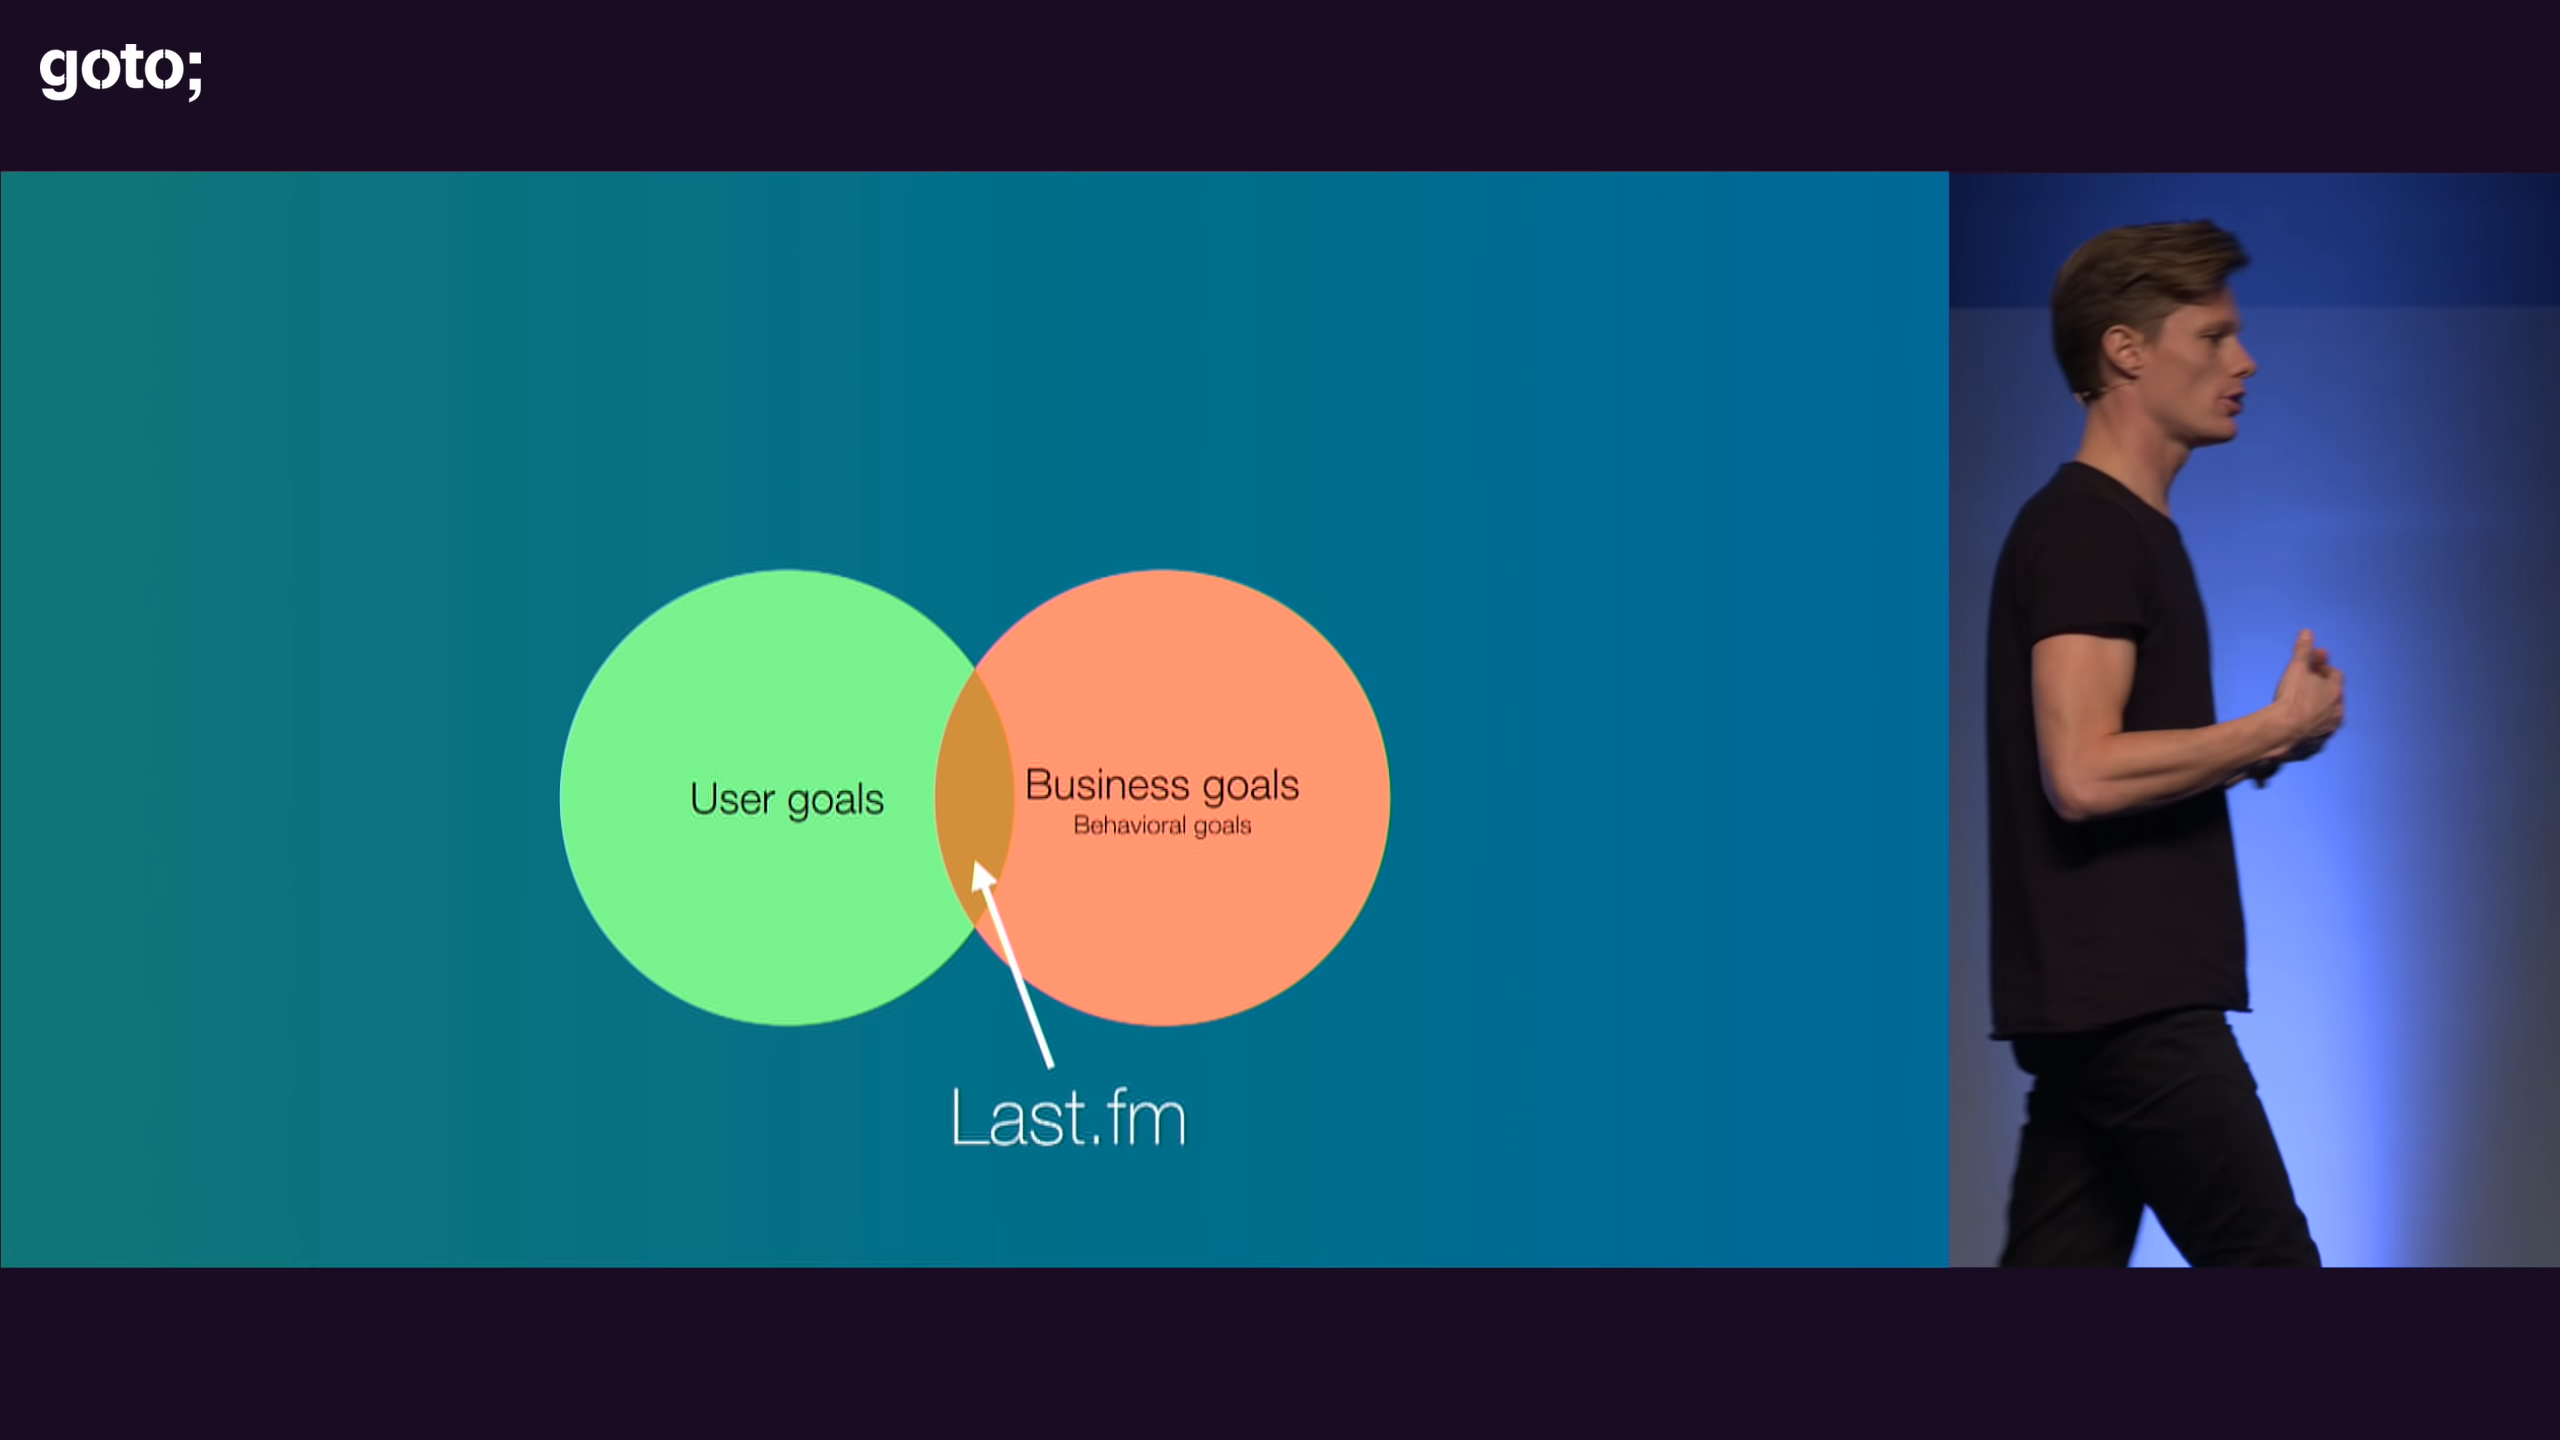 goto;
User goals
Business goals
Behavioral goals
Last.fm